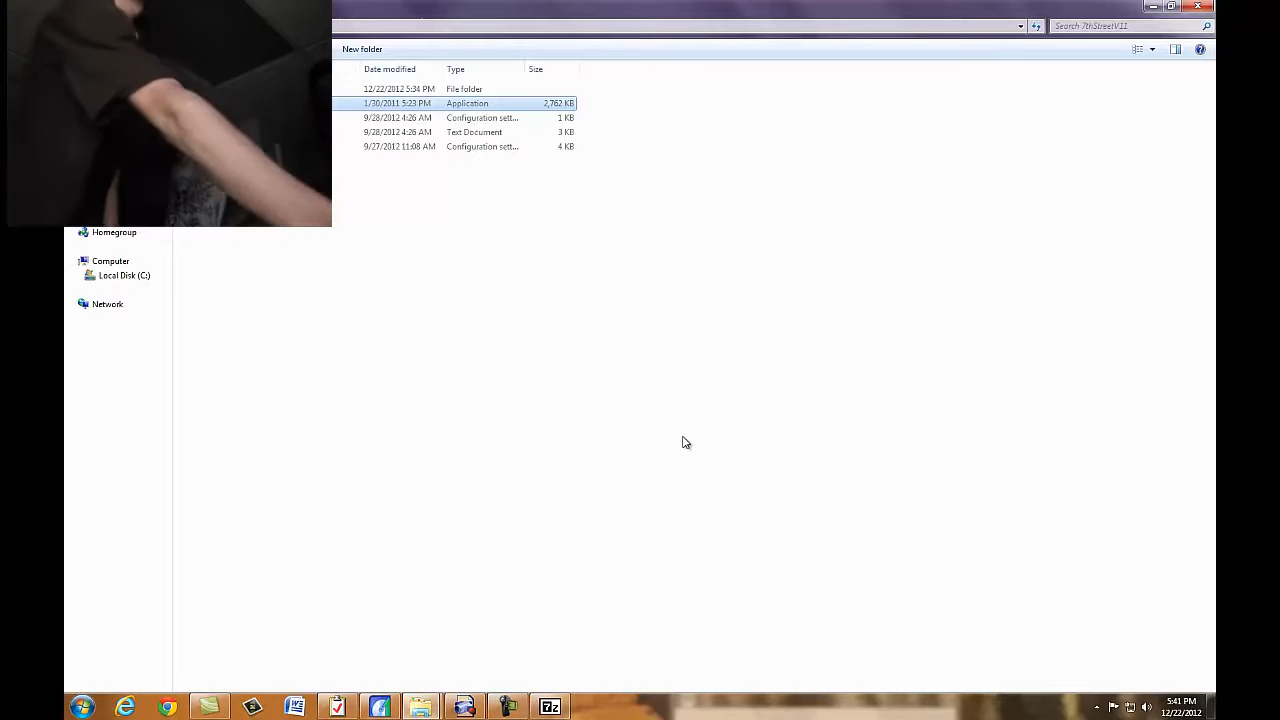 Search 7thStreetV11
New folder
Date modified Type Size
12/22/2012 5:34 PM File folder
1/30/2011 5:23 PM Application 2,762 KB
9/28/2012 4:26 AM Configuration sett... 1 KB
9/28/2012 4:26 AM Text Document 3 KB
9/27/2012 11:08 AM Configuration sett... 4 KB
Homegroup
Computer
Local Disk (C:)
Network
W
7z
5:41 PM
12/22/2012